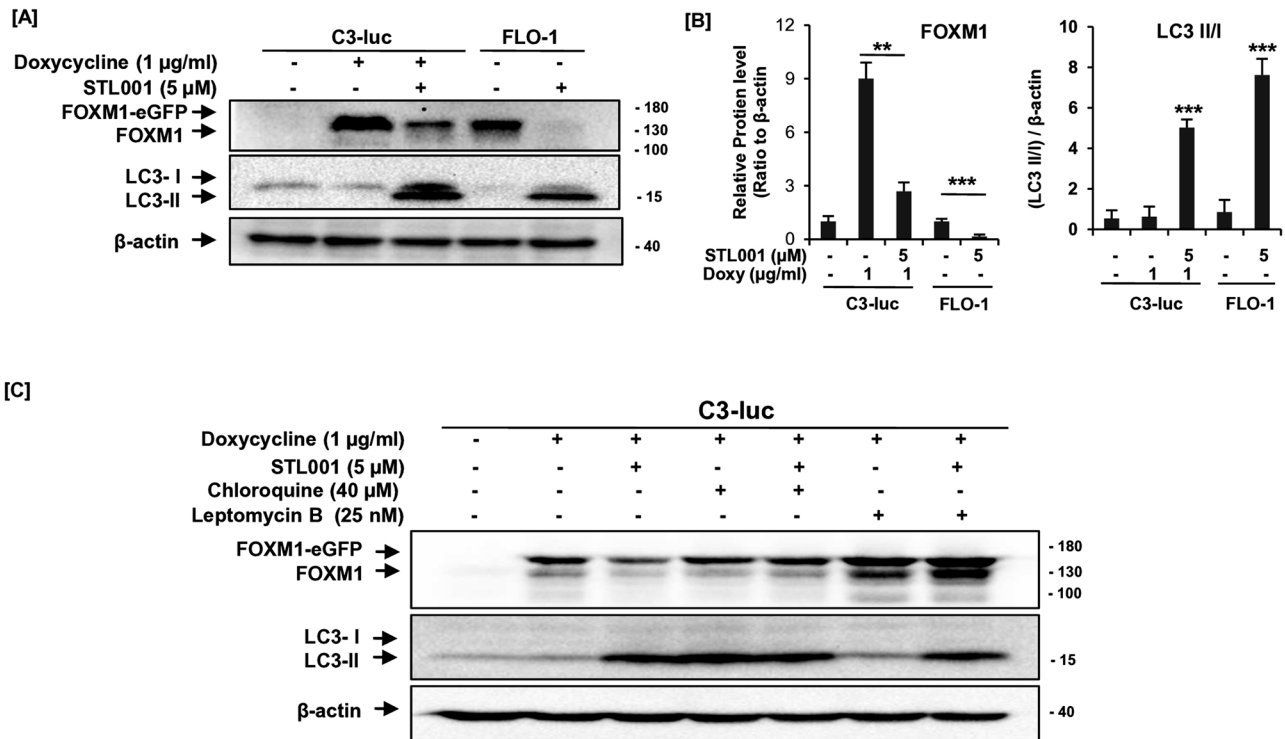 [A]
C3-luc FLO-1
Doxycycline (1 µg/ml) - + + - -
STL001 (5 µM) - - + - +
FOXM1-eGFP
FOXM1
- 180
- 130
- 100
LC3- I
LC3-II
- 15
β-actin
- 40
[B]
FOXM1
Relative Protien level
(Ratio to β-actin
12
9
6
3
0
** ***
STL001 (µM) - - 5 - 5
Doxy (µg/ml) - 1 1 - -
C3-luc FLO-1
LC3 II/I
(LC3 II/I) / β-actin
10
8
6
4
2
0
*** ***
- - 5 - 5
- 1 1 - -
C3-luc FLO-1
[C]
C3-luc
Doxycycline (1 µg/ml) - + + + + + +
STL001 (5 µM) - - + - + - +
Chloroquine (40 µM) - - - + + - -
Leptomycin B (25 nM) - - - - - + +
FOXM1-eGFP
FOXM1
- 180
- 130
- 100
LC3- I
LC3-II
- 15
β-actin
- 40